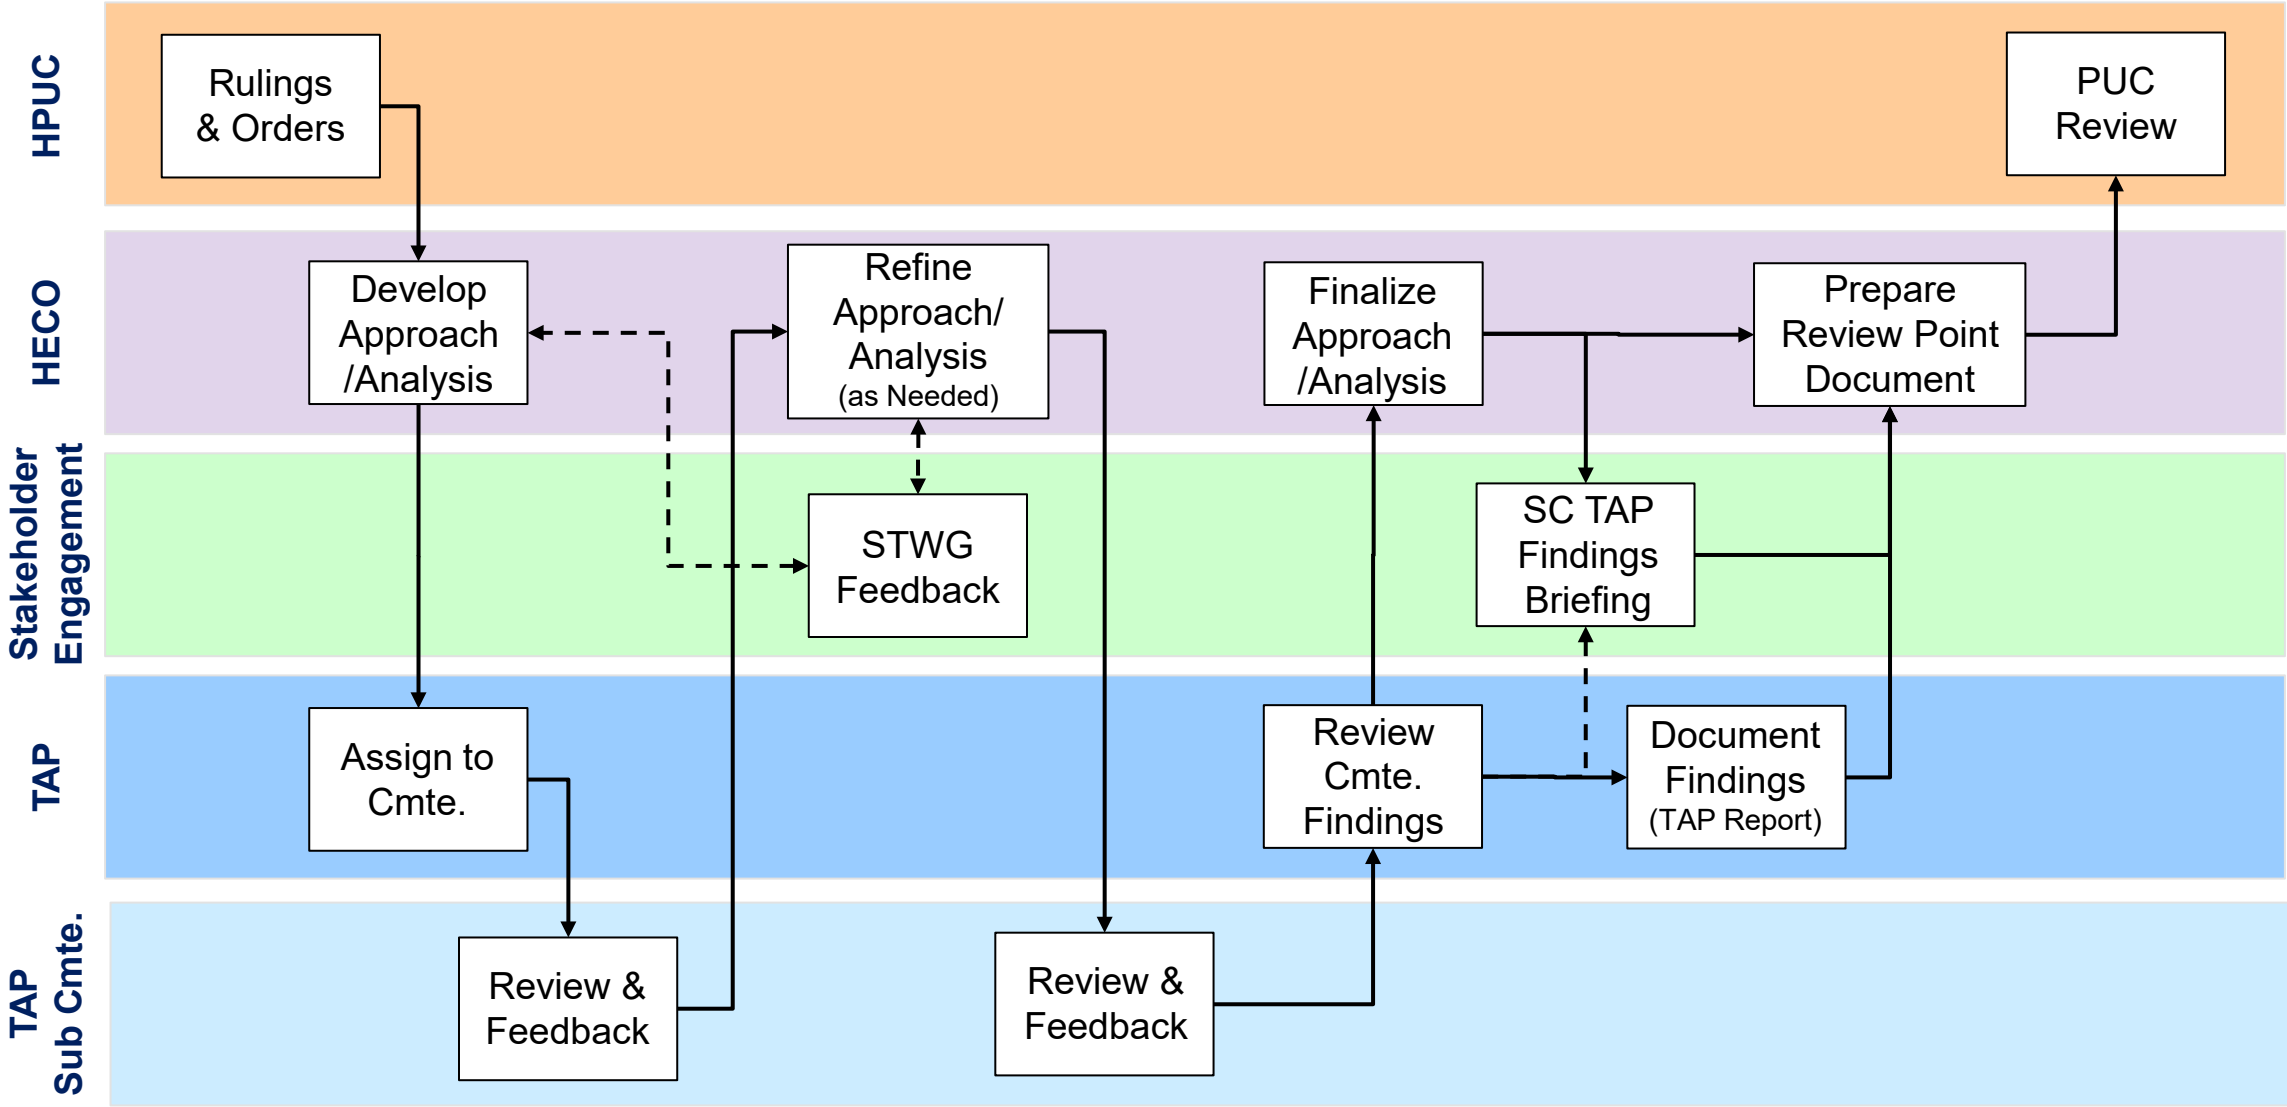 HPUC
Rulings
& Orders
PUC
Review
HECO
Develop
Approach
/Analysis
Refine
Approach/
Analysis
(as Needed)
Finalize
Approach
/Analysis
Prepare
Review Point
Document
Stakeholder
Engagement
STWG
Feedback
SC TAP
Findings
Briefing
TAP
Assign to
Cmte.
Review
Cmte.
Findings
Document
Findings
(TAP Report)
TAP
Sub Cmte.
Review &
Feedback
Review &
Feedback